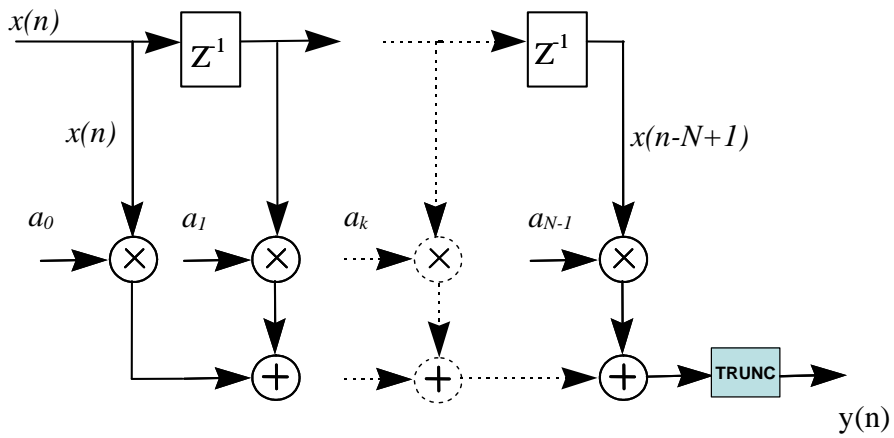 x(n)
Z-1
Z-1
x(n)
x(n-N+1)
a0
a1
ak
aN-1
TRUNC
y(n)